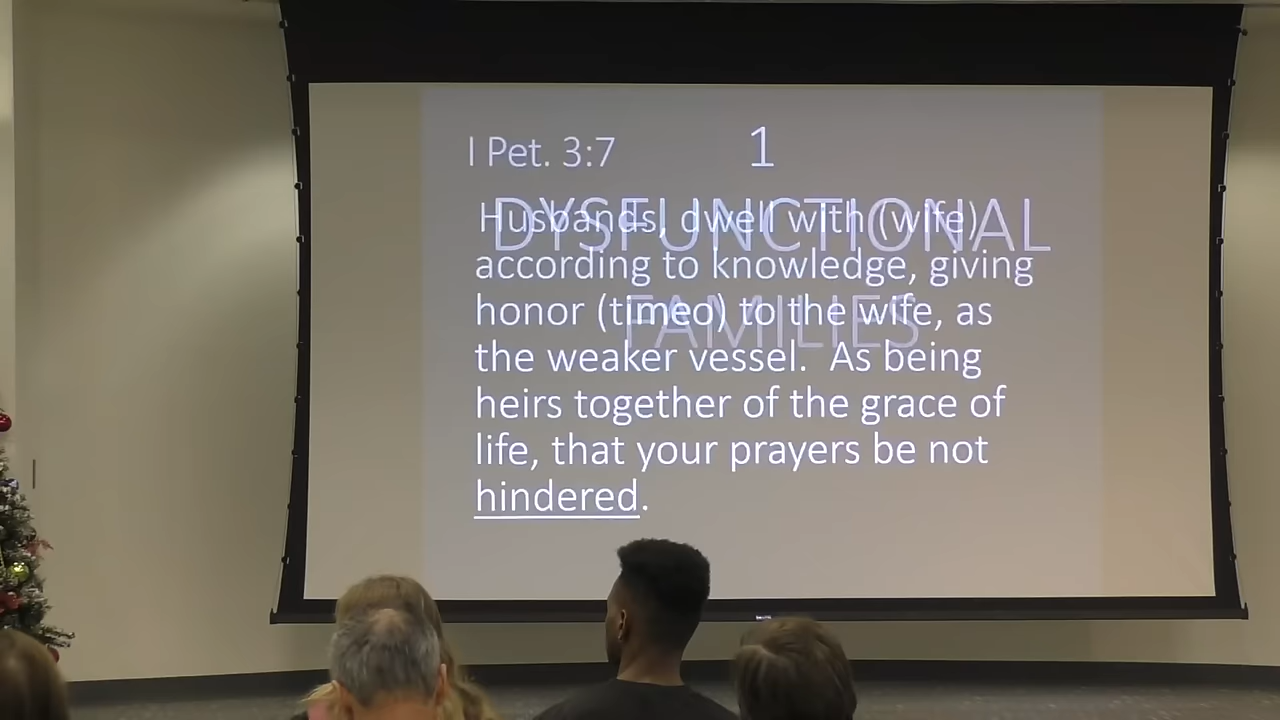 1
DYSFUNCTIONAL
FAMILIES
I Pet. 3:7
Husbands, dwell with (wife)
according to knowledge, giving
honor (timeo) to the wife, as
the weaker vessel. As being
heirs together of the grace of
life, that your prayers be not
hindered.